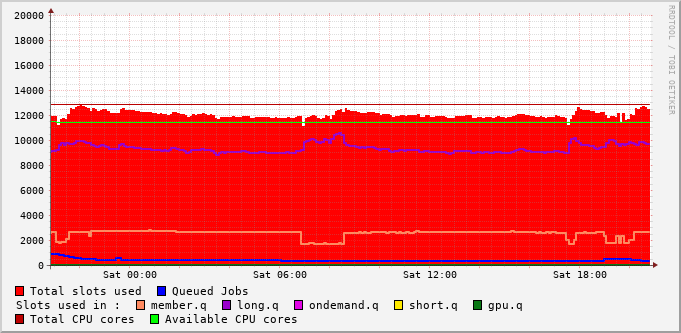 20000
18000
16000
14000
12000
10000
8000
6000
4000
2000
0
Sat 00:00 Sat 06:00 Sat 12:00 Sat 18:00
RRDTOOL / TOBI OETIKER
Total slots used Queued Jobs
Slots used in : member.q long.q ondemand.q short.q gpu.q
Total CPU cores Available CPU cores